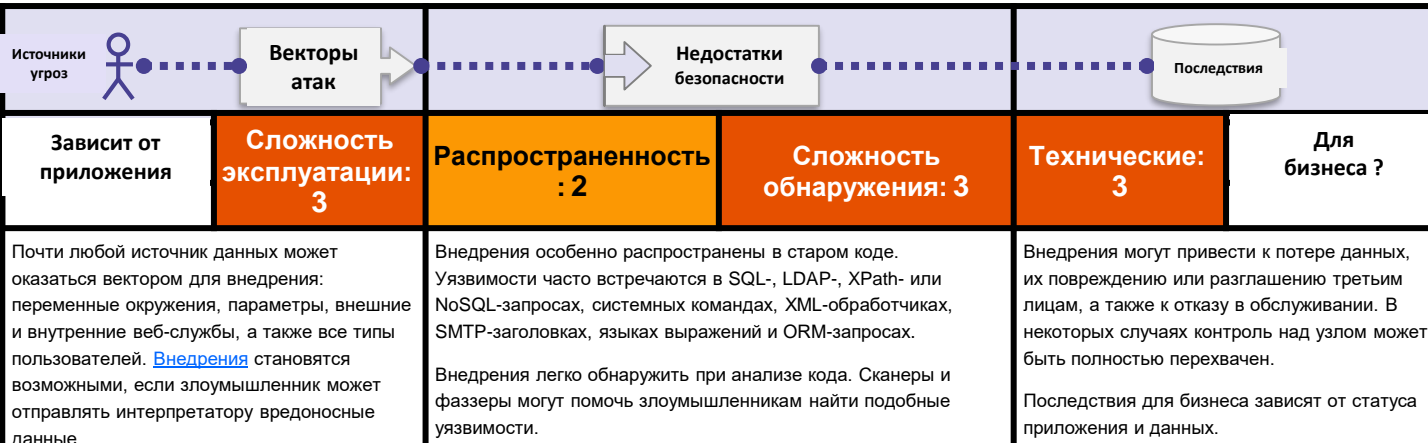 Источники
угроз
Векторы
атак
Недостатки
безопасности
Последствия
Зависит от
приложения
Сложность
эксплуатации:
3
Распространенность
: 2
Сложность
обнаружения: 3
Технические:
3
Для
бизнеса ?
Почти любой источник данных может
оказаться вектором для внедрения:
переменные окружения, параметры, внешние
и внутренние веб-службы, а также все типы
пользователей. Внедрения становятся
возможными, если злоумышленник может
отправлять интерпретатору вредоносные
данные.
Внедрения особенно распространены в старом коде.
Уязвимости часто встречаются в SQL-, LDAP-, XPath- или
NoSQL-запросах, системных командах, XML-обработчиках,
SMTP-заголовках, языках выражений и ORM-запросах.
Внедрения легко обнаружить при анализе кода. Сканеры и
фаззеры могут помочь злоумышленникам найти подобные
уязвимости.
Внедрения могут привести к потере данных,
их повреждению или разглашению третьим
лицам, а также к отказу в обслуживании. В
некоторых случаях контроль над узлом может
быть полностью перехвачен.
Последствия для бизнеса зависят от статуса
приложения и данных.